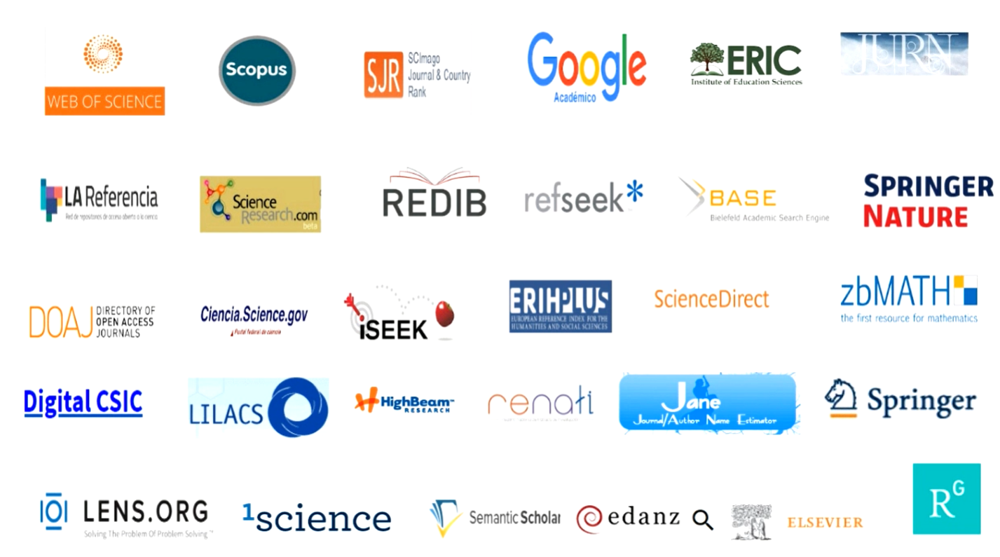 WEB OF SCIENCE
Scopus
SJR
SCImago
Journal & Country
Rank
Google
Académico
ERIC
Institute of Education Sciences
JURN
LA Referencia
Red de repositorios de acceso abierto a la ciencia
Science
Research.com
beta
REDIB
refseek*
BASE
Bielefeld Academic Search Engine
SPRINGER
NATURE
DOAJ
DIRECTORY OF
OPEN ACCESS
JOURNALS
Ciencia.Science.gov
Portal federal de ciencia
iSEEK
ERIHPLUS
EUROPEAN REFERENCE INDEX FOR THE
HUMANITIES AND SOCIAL SCIENCES
ScienceDirect
zbMATH
the first resource for mathematics
Digital CSIC
LILACS
HighBeam™
RESEARCH
renati
Jane
Journal/Author Name Estimator
Springer
LENS.ORG
Solving The Problem Of Problem Solving™
1science
Semantic Scholar
edanz
ELSEVIER
RG